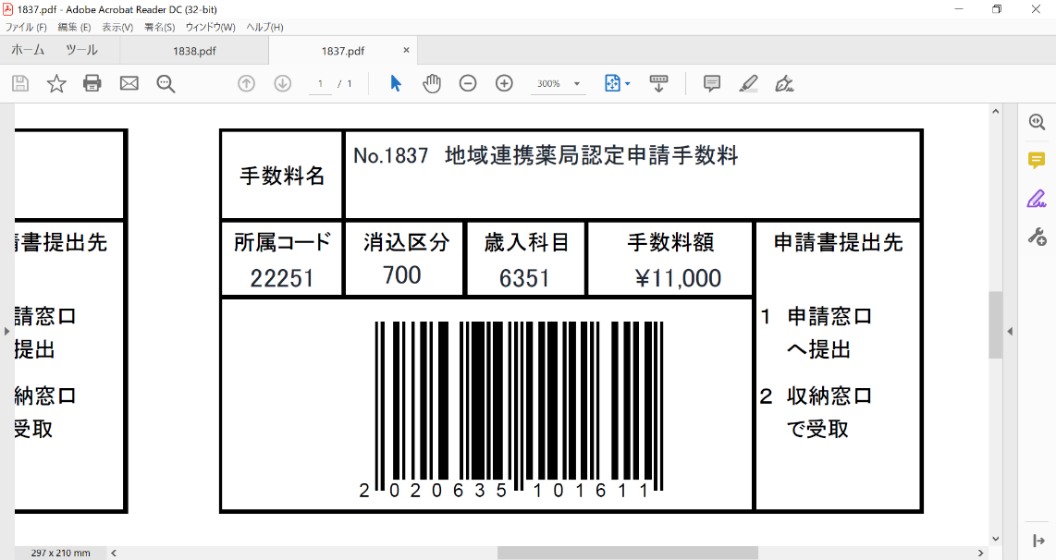 1837.pdf - Adobe Acrobat Reader DC (32-bit)
ファイル(F) 編集(E) 表示(V) 署名(S) ウィンドウ(W) ヘルプ(H)
ホーム ツール 1838.pdf 1837.pdf ×
1 / 1 300%
手数料名
No.1837 地域連携薬局認定申請手数料
請書提出先
請窓口
提出
納窓口
受取
所属コード 消込区分 歳入科目 手数料額 申請書提出先
22251 700 6351 ¥11,000
1 申請窓口
へ提出
2 収納窓口
で受取
2 020635 101611
297 x 210 mm